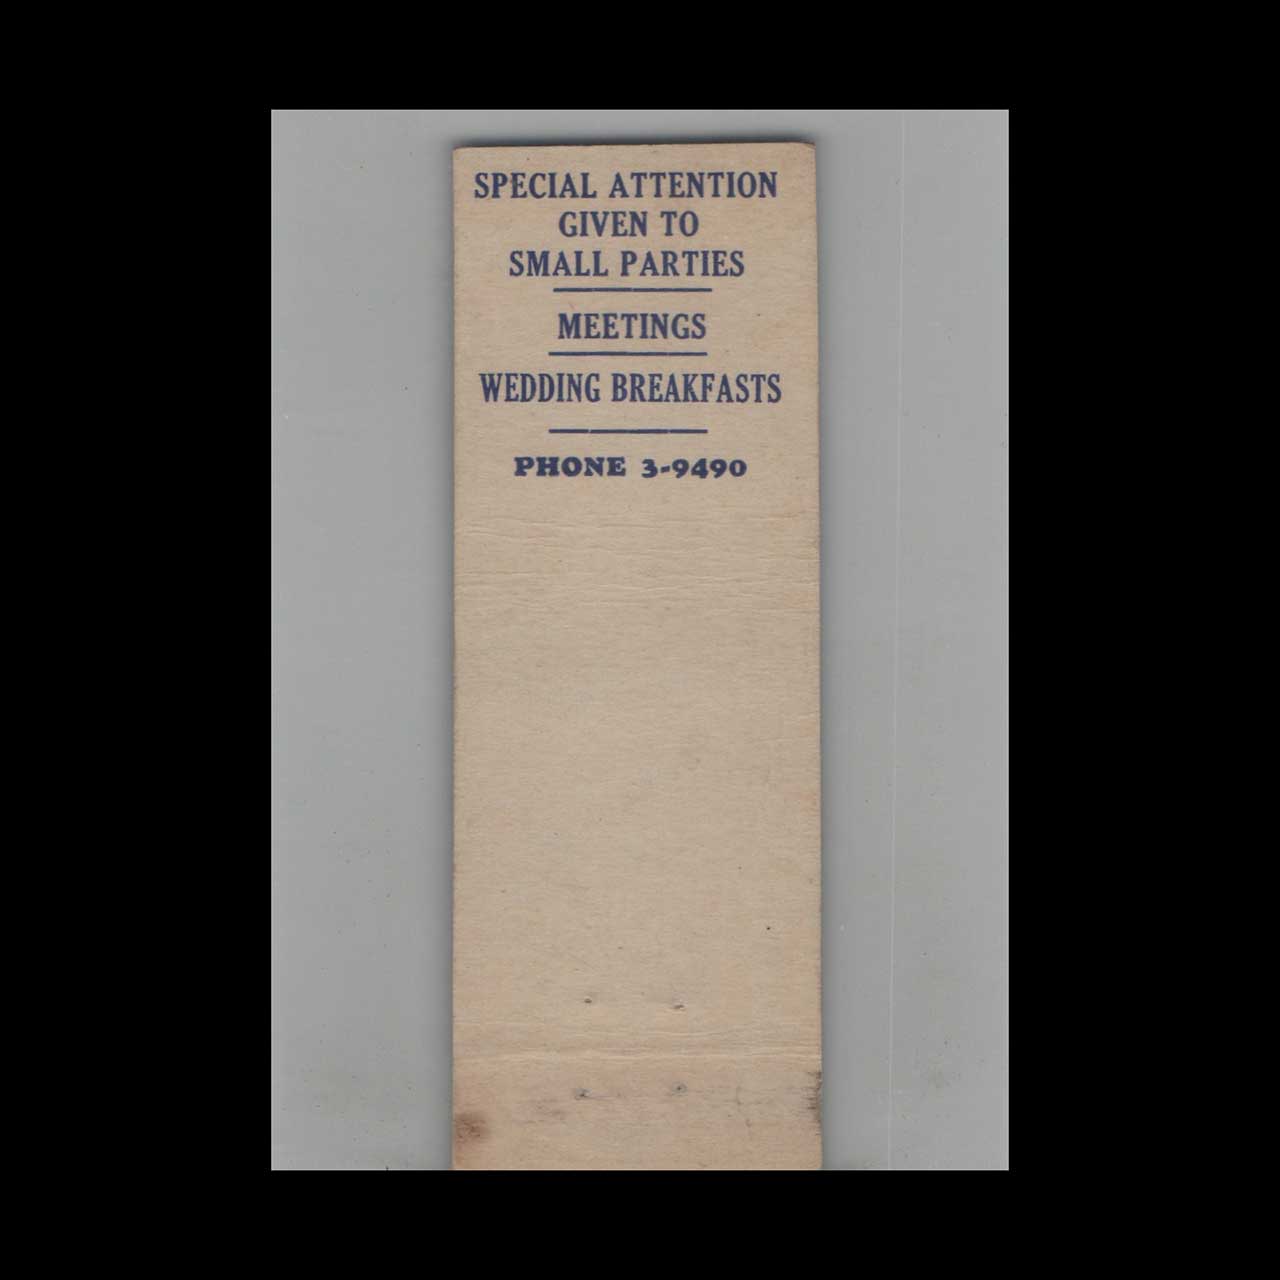 SPECIAL ATTENTION
GIVEN TO
SMALL PARTIES
MEETINGS
WEDDING BREAKFASTS
PHONE 3-9490